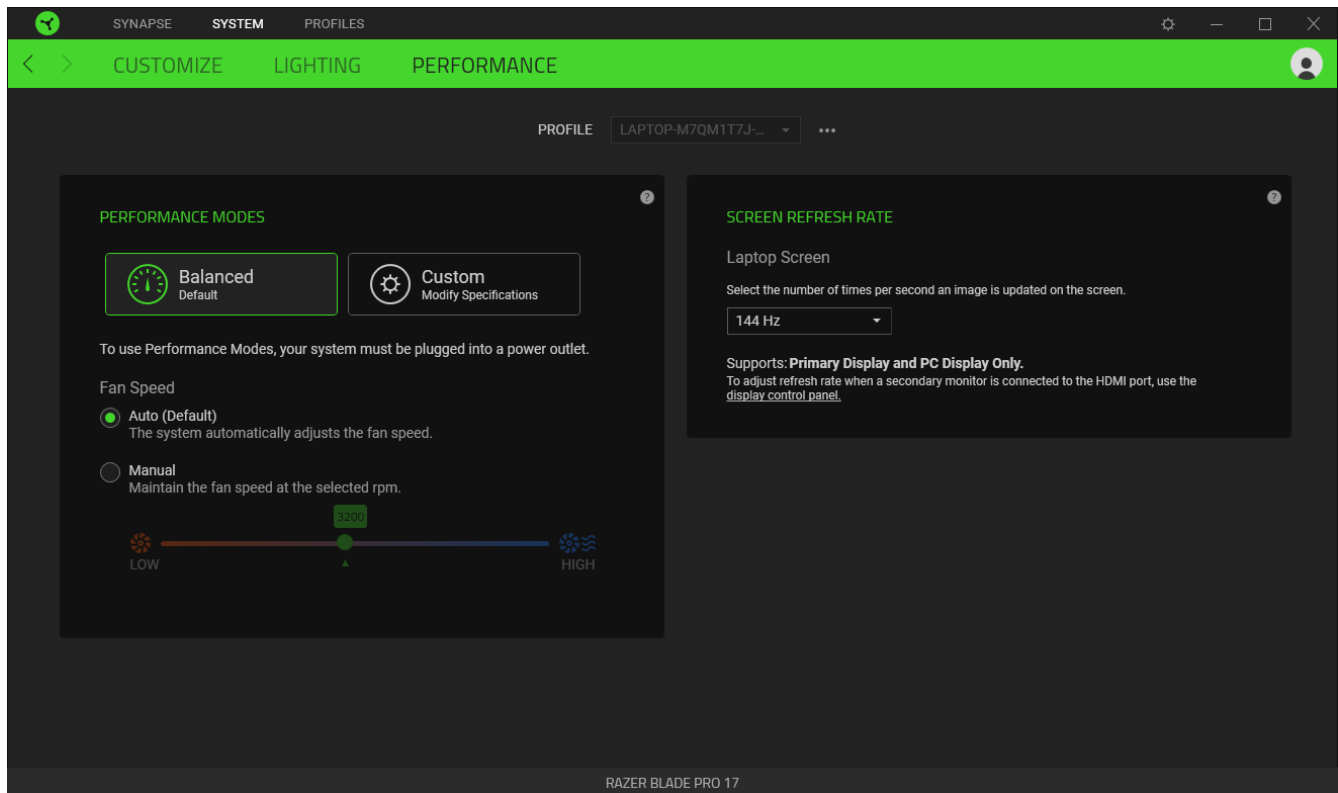 SYNAPSE SYSTEM PROFILES
CUSTOMIZE LIGHTING PERFORMANCE
PROFILE LAPTOP-M7QM1T7J-...
PERFORMANCE MODES
Balanced
Default
Custom
Modify Specifications
To use Performance Modes, your system must be plugged into a power outlet.
Fan Speed
Auto (Default)
The system automatically adjusts the fan speed.
Manual
Maintain the fan speed at the selected rpm.
3200
LOW HIGH
SCREEN REFRESH RATE
Laptop Screen
Select the number of times per second an image is updated on the screen.
144 Hz
Supports: Primary Display and PC Display Only.
To adjust refresh rate when a secondary monitor is connected to the HDMI port, use the
display control panel.
RAZER BLADE PRO 17